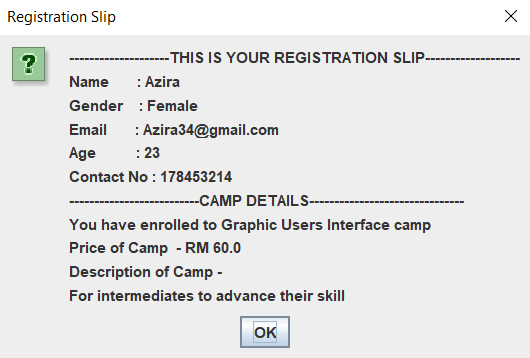 Registration Slip
--------------------THIS IS YOUR REGISTRATION SLIP-------------------
Name : Azira
Gender : Female
Email : Azira34@gmail.com
Age : 23
Contact No : 178453214
--------------------------CAMP DETAILS-------------------------------
You have enrolled to Graphic Users Interface camp
Price of Camp - RM 60.0
Description of Camp -
For intermediates to advance their skill
OK